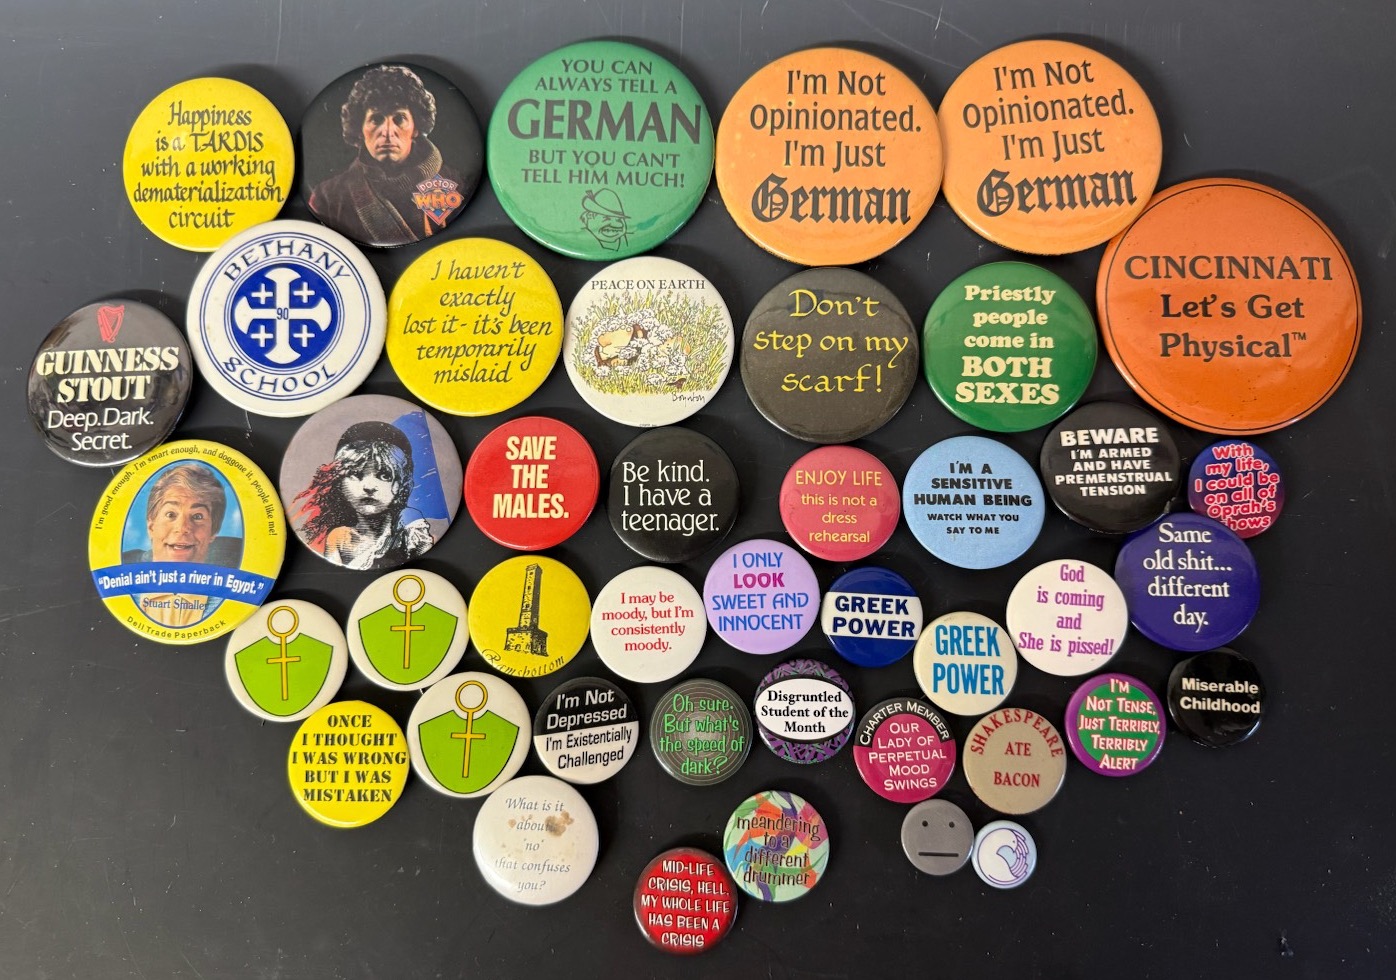 Happiness
is a TARDIS
with a working
dematerialization
circuit
DOCTOR
WHO
YOU CAN
ALWAYS TELL A
GERMAN
BUT YOU CAN'T
TELL HIM MUCH!
I'm Not
Opinionated.
I'm Just
German
I'm Not
Opinionated.
I'm Just
German
CINCINNATI
Let's Get
Physical™
BETHANY
90
SCHOOL
I haven't
exactly
lost it - it's been
temporarily
mislaid
PEACE ON EARTH
Boynton
Don't
step on my
scarf!
Priestly
people
come in
BOTH
SEXES
GUINNESS
STOUT
Deep. Dark.
Secret.
I'm good enough, I'm smart enough, and doggone it, people like me!
"Denial ain't just a river in Egypt."
Stuart Smalley
Dell Trade Paperback
SAVE
THE
MALES.
Be kind.
I have a
teenager.
ENJOY LIFE
this is not a
dress
rehearsal
I'M A
SENSITIVE
HUMAN BEING
WATCH WHAT YOU
SAY TO ME
BEWARE
I'M ARMED
AND HAVE
PREMENSTRUAL
TENSION
With
my life,
I could be
on all of
Oprah's
shows
Same
old shit...
different
day.
Ramsbottom
I may be
moody, but I'm
consistently
moody.
I ONLY
LOOK
SWEET AND
INNOCENT
GREEK
POWER
GREEK
POWER
God
is coming
and
She is pissed!
ONCE
I THOUGHT
I WAS WRONG
BUT I WAS
MISTAKEN
I'm Not
Depressed
I'm Existentially
Challenged
Oh sure.
But what's
the speed of
dark?
Disgruntled
Student of the
Month
CHARTER MEMBER
OUR
LADY OF
PERPETUAL
MOOD
SWINGS
SHAKESPEARE
ATE
BACON
I'M
NOT TENSE,
JUST TERRIBLY,
TERRIBLY
ALERT
Miserable
Childhood
What is it
about
'no'
that confuses
you?
MID-LIFE
CRISIS, HELL,
MY WHOLE LIFE
HAS BEEN A
CRISIS
meandering
to a
different
drummer